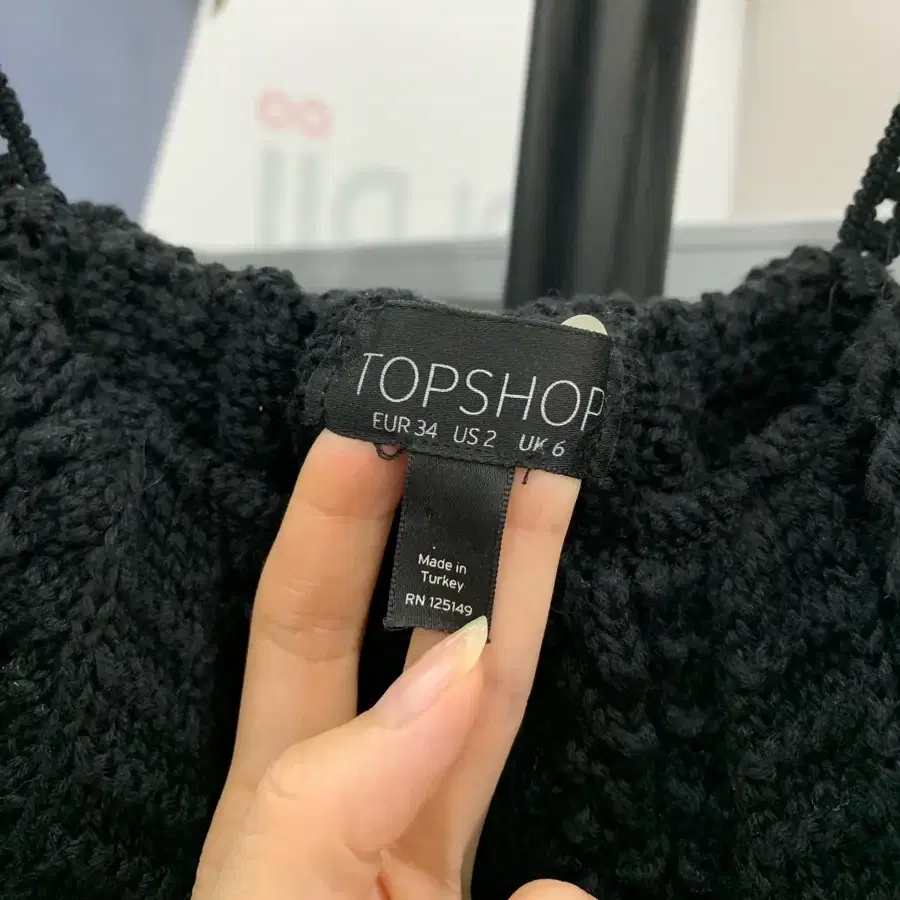 TOPSHOP
EUR 34 US 2 UK 6
Made in
Turkey
RN 125149